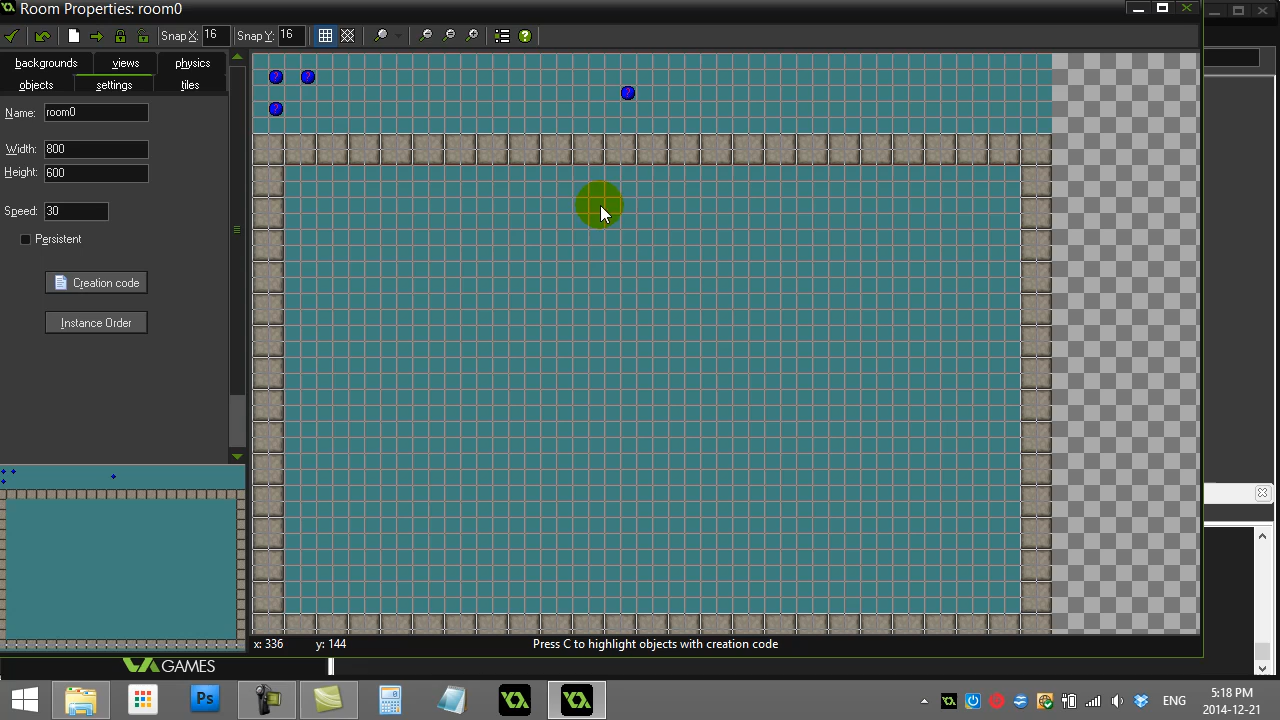 Room Properties: room0
Snap X: 16 Snap Y: 16
backgrounds views physics
objects settings tiles
Name: room0
Width: 800
Height: 600
Speed: 30
Persistent
Creation code
Instance Order
? ?
?
?
x: 336 y: 144 Press C to highlight objects with creation code
GAMES
Ps
ENG
5:18 PM
2014-12-21